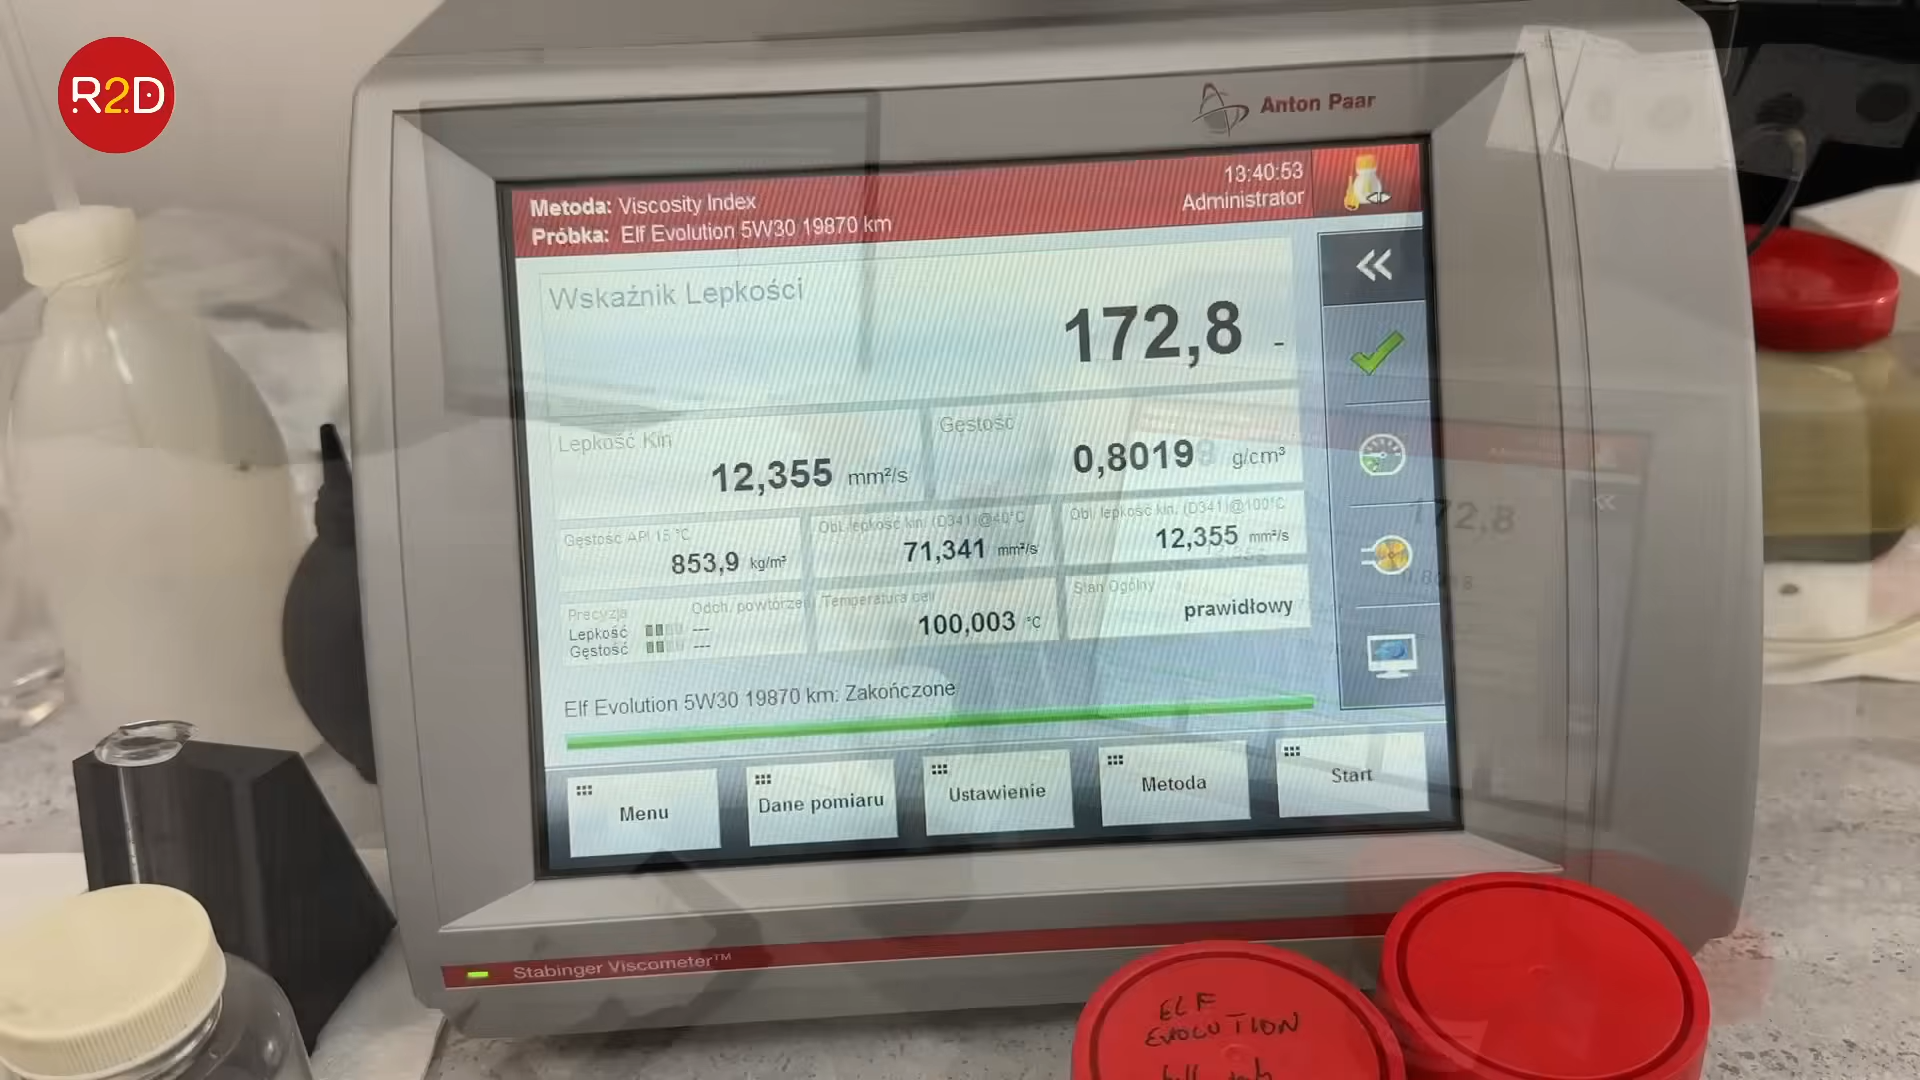 R2D
Anton Paar
Metoda: Viscosity Index
Próbka: Elf Evolution 5W30 19870 km
13:40:53
Administrator
Wskaźnik Lepkości
172,8 -
Lepkość Kin
12,355 mm²/s
Gęstość
0,8019 g/cm³
Gęstość API 15 °C
853,9 kg/m³
Obl. lepkość kin. (D341)@40°C
71,341 mm²/s
Obl. lepkość kin. (D341)@100°C
12,355 mm²/s
Precyzja
Odch. powtórzeń
Lepkość ---
Gęstość ---
Temperatura celi
100,003 °C
Stan Ogólny
prawidłowy
Elf Evolution 5W30 19870 km: Zakończone
Menu
Dane pomiaru
Ustawienie
Metoda
Start
Stabinger Viscometer™
172,8
ELF
EVOLUTION